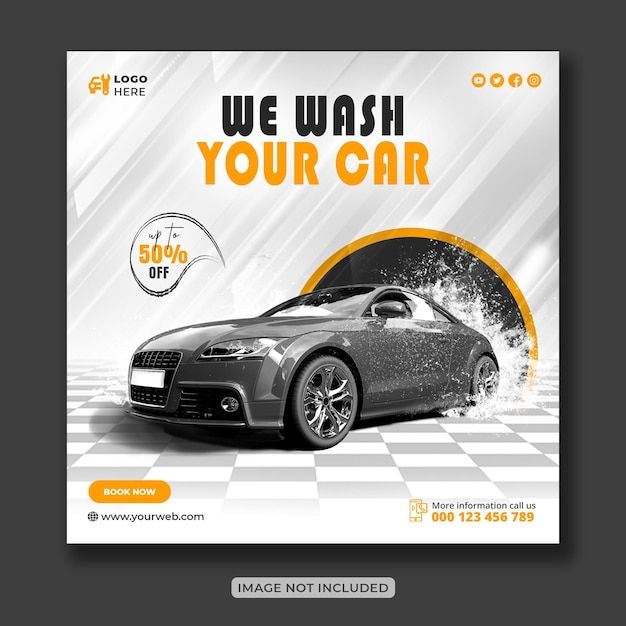 LOGO
HERE
WE WASH
YOUR CAR
up to
50%
OFF
BOOK NOW
www.yourweb.com
More information call us
000 123 456 789
IMAGE NOT INCLUDED